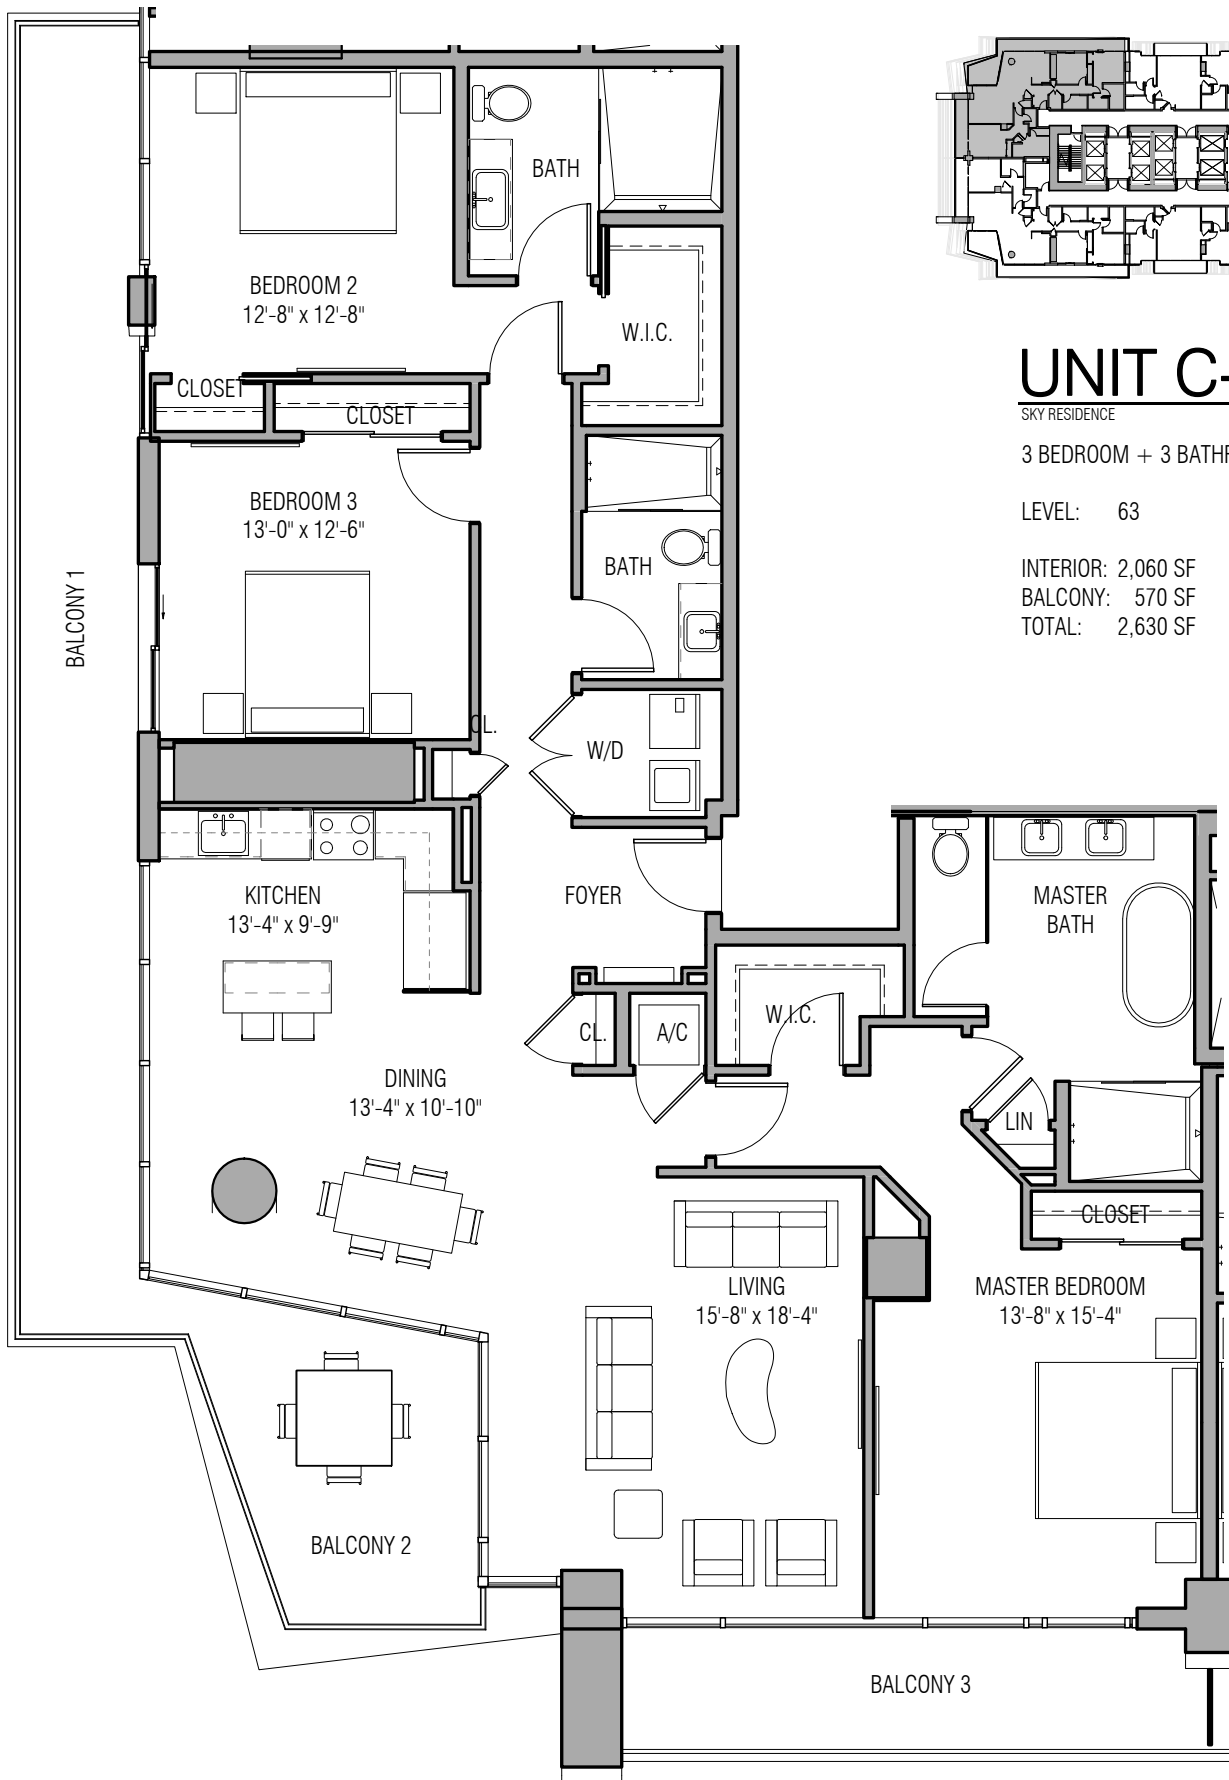 BATH
BEDROOM 2
12'-8" x 12'-8"
W.I.C.
CLOSET
CLOSET
UNIT C-
SKY RESIDENCE
3 BEDROOM + 3 BATH
LEVEL: 63
INTERIOR: 2,060 SF
BALCONY: 570 SF
TOTAL: 2,630 SF
BEDROOM 3
13'-0" x 12'-6"
BATH
BALCONY 1
CL.
W/D
KITCHEN
13'-4" x 9'-9"
FOYER
MASTER
BATH
W.I.C.
CL.
A/C
DINING
13'-4" x 10'-10"
LIN
CLOSET
LIVING
15'-8" x 18'-4"
MASTER BEDROOM
13'-8" x 15'-4"
BALCONY 2
BALCONY 3